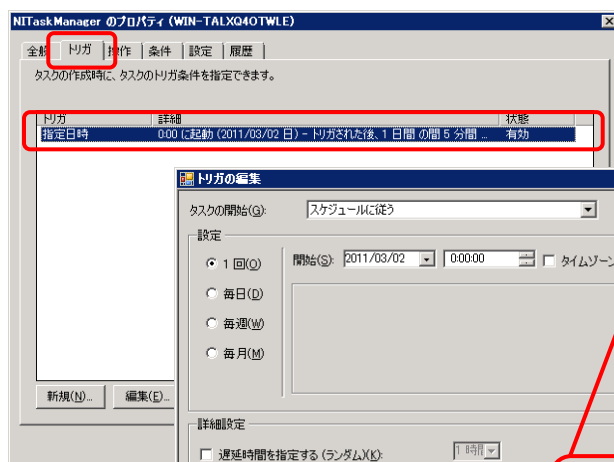 NITaskManager のプロパティ (WIN-TALXQ4OTWLE)
全般 トリガ 操作 条件 設定 履歴
タスクの作成時に、タスクのトリガ条件を指定できます。
トリガ 詳細 状態
指定日時 0:00 に起動 (2011/03/02 日) - トリガされた後、1 日間 の間 5 分間 ... 有効
トリガの編集
タスクの開始(G): スケジュールに従う
設定
1 回(O) 開始(S): 2011/03/02 0:00:00 タイムゾーン
毎日(D)
毎週(W)
毎月(M)
新規(N)... 編集(E)...
詳細設定
遅延時間を指定する (ランダム)(K): 1 時間